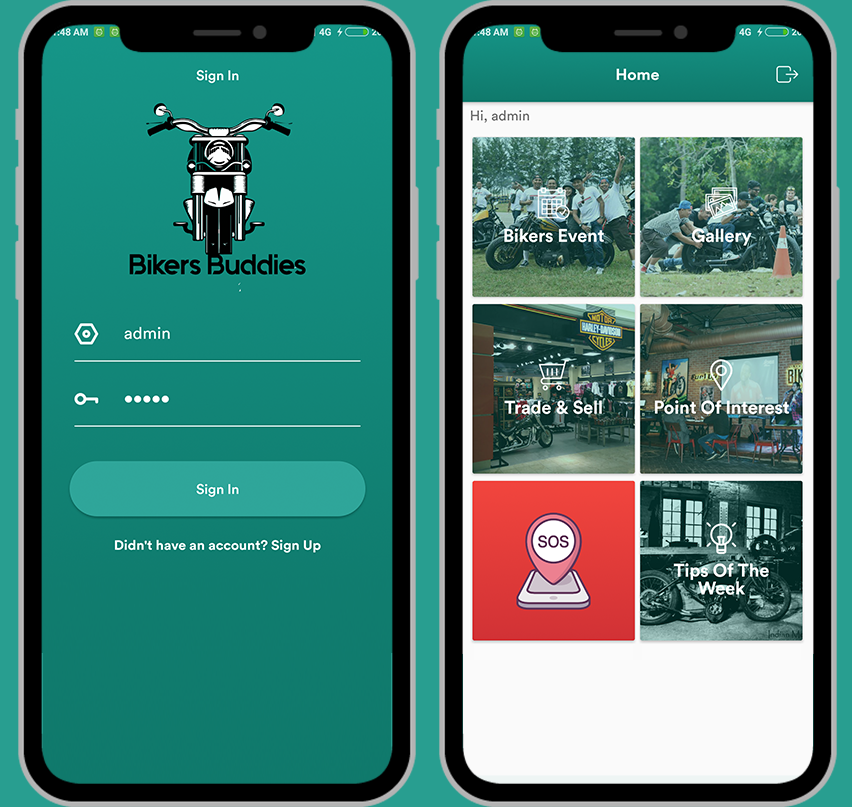 :48 AM
4G
Sign In
Bikers Buddies
admin
Sign In
Didn't have an account? Sign Up
:48 AM
4G
Home
Hi, admin
Bikers Event
Gallery
MOTOR
HARLEY-DAVIDSON
CYCLES
Trade & Sell
Point Of Interest
SOS
Tips Of The
Week